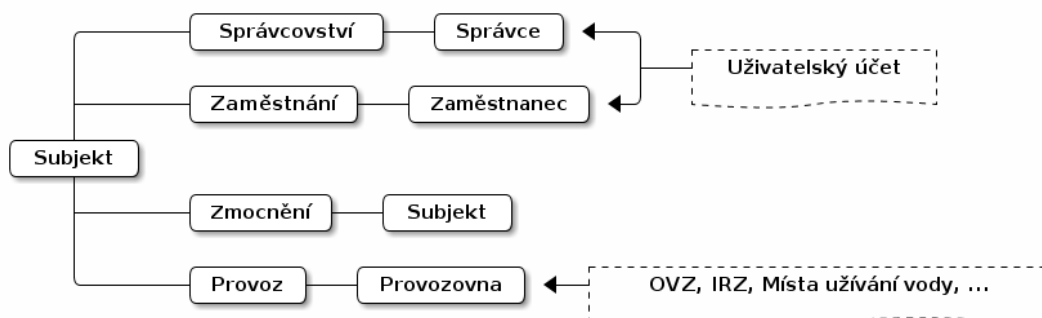 Správcovství
Správce
Uživatelský účet
Zaměstnání
Zaměstnanec
Subjekt
Zmocnění
Subjekt
Provoz
Provozovna
OVZ, IRZ, Místa užívání vody, ...